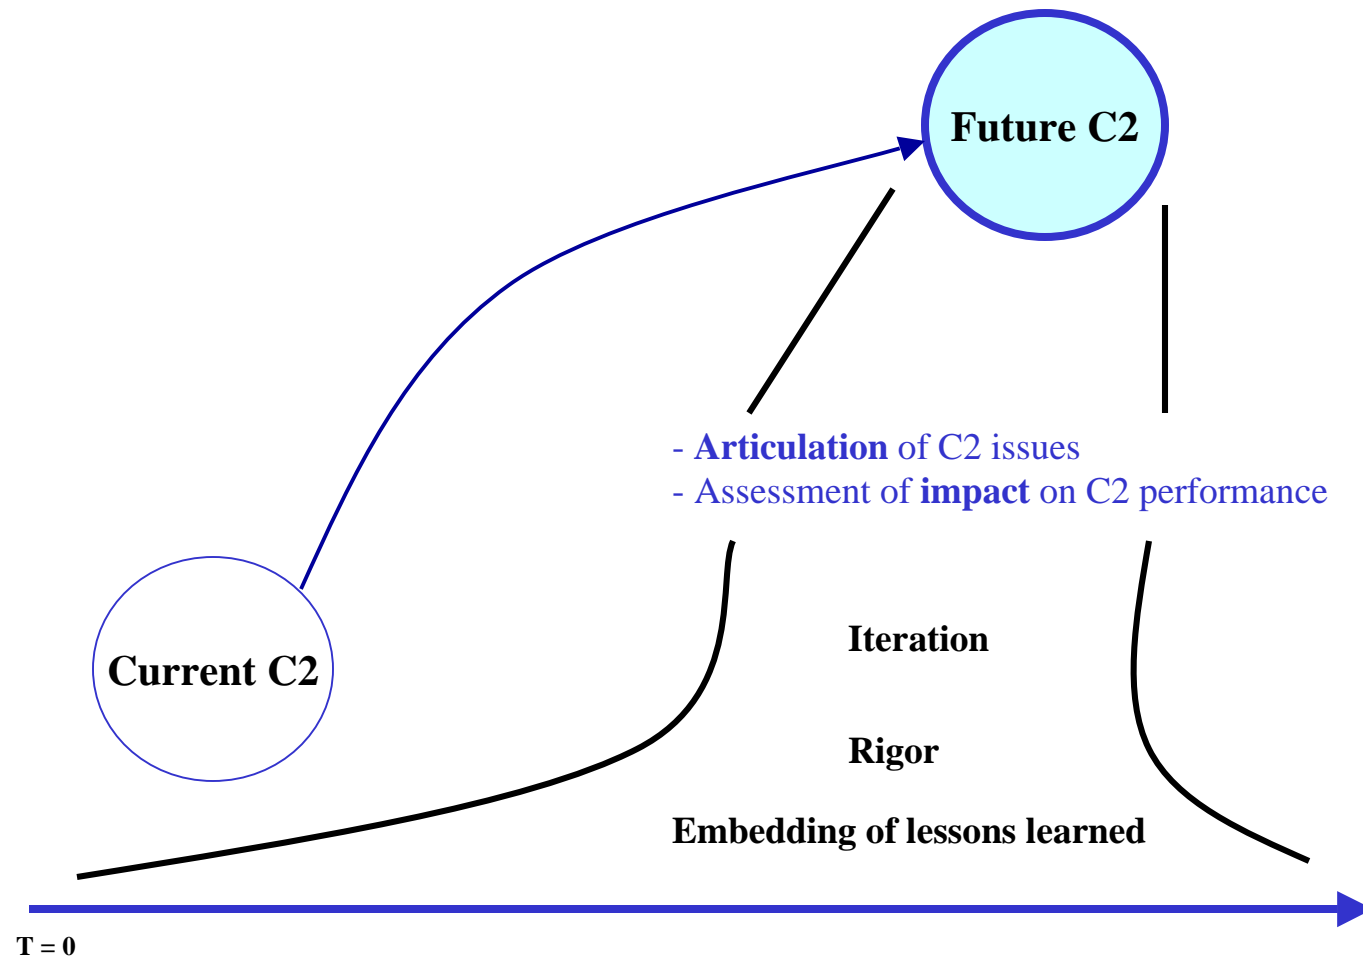 Future C2
- Articulation of C2 issues
- Assessment of impact on C2 performance
Current C2
Iteration
Rigor
Embedding of lessons learned
T = 0